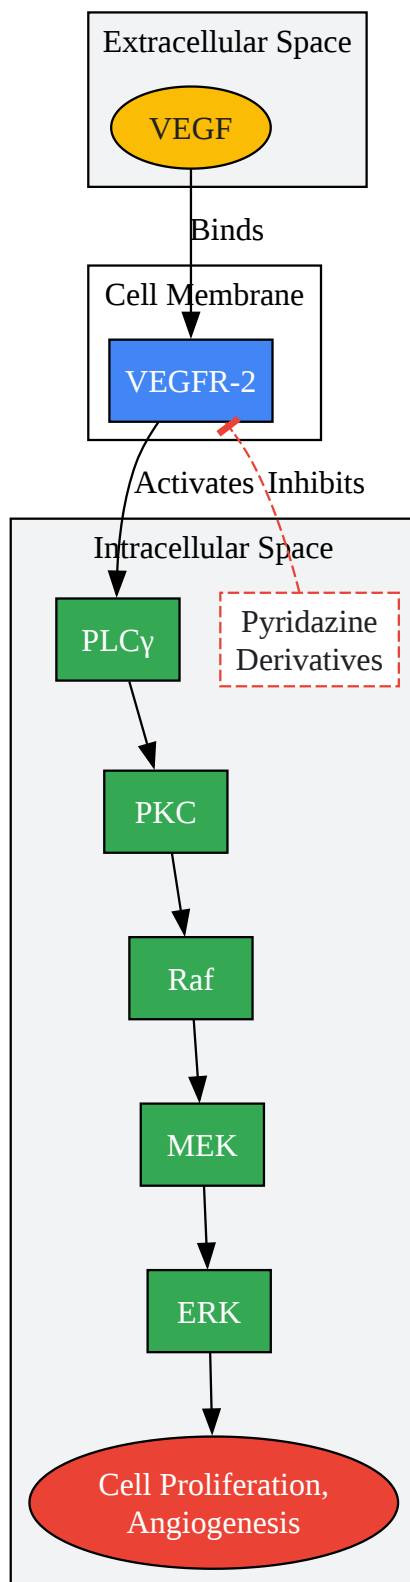 Extracellular Space
VEGF
Binds
Cell Membrane
VEGFR-2
Activates
Inhibits
Intracellular Space
PLCγ
Pyridazine
Derivatives
PKC
Raf
MEK
ERK
Cell Proliferation,
Angiogenesis